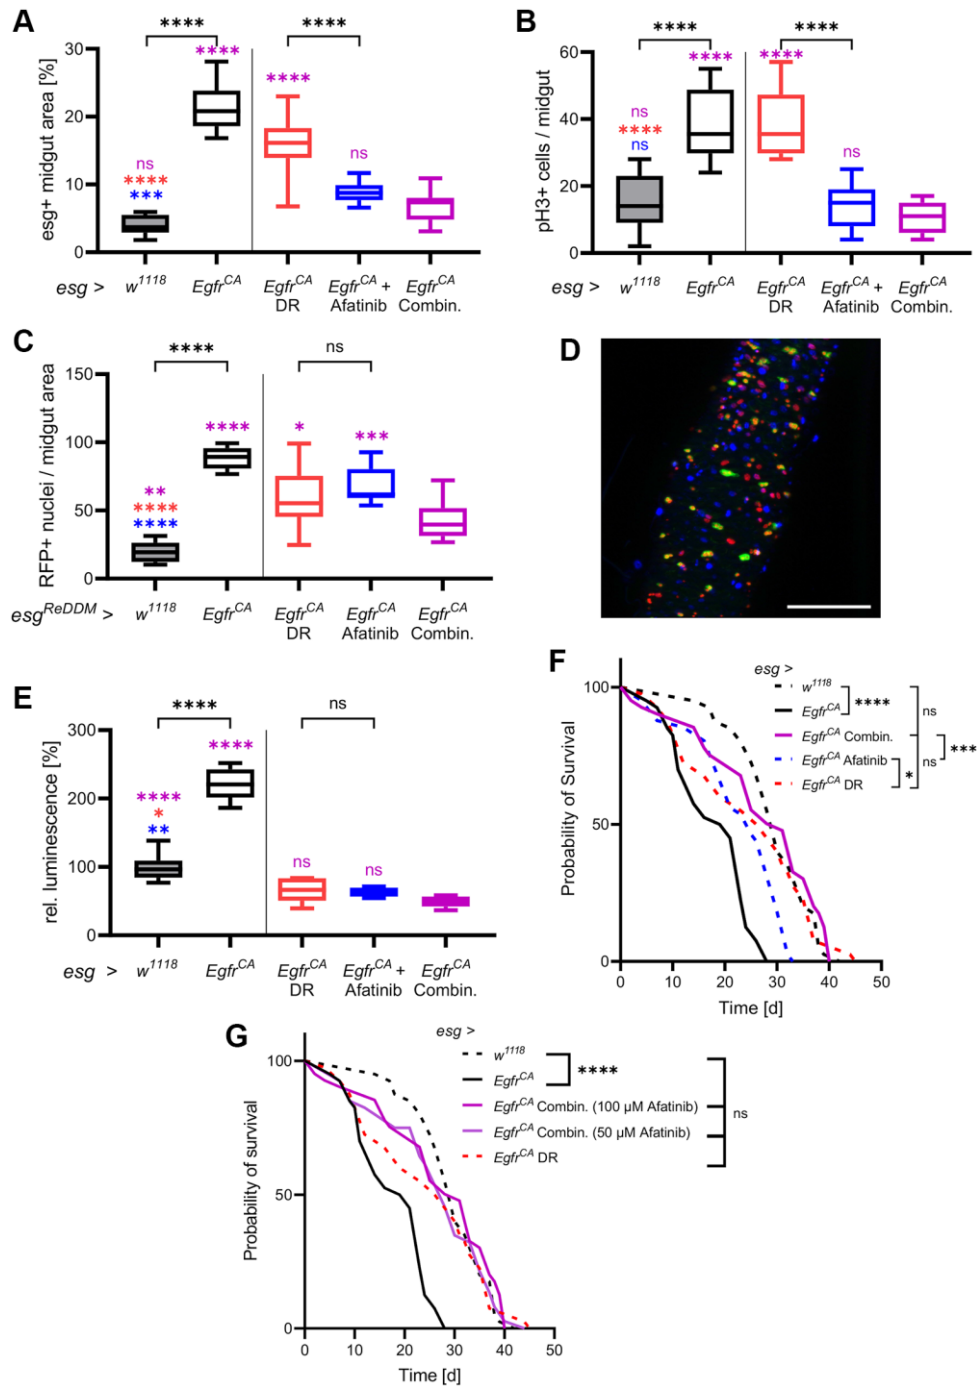 A
****
****
esg+ midgut area [%]
30
20
10
0
****
ns
****
***
****
ns
esg >
w1118
EgfrCA
EgfrCA
DR
EgfrCA +
Afatinib
EgfrCA
Combin.
B
****
****
pH3+ cells / midgut
60
40
20
0
ns
****
ns
****
****
ns
esg >
w1118
EgfrCA
EgfrCA
DR
EgfrCA +
Afatinib
EgfrCA
Combin.
C
****
ns
RFP+ nuclei / midgut area
150
100
50
0
**
****
****
****
*
***
esgReDDM >
w1118
EgfrCA
EgfrCA
DR
EgfrCA
Afatinib
EgfrCA
Combin.
D
E
****
ns
rel. luminescence [%]
300
200
100
0
****
*
**
****
ns
ns
esg >
w1118
EgfrCA
EgfrCA
DR
EgfrCA +
Afatinib
EgfrCA
Combin.
F
esg >
w1118
EgfrCA
EgfrCA Combin.
EgfrCA Afatinib
EgfrCA DR
****
ns
***
ns
*
Probability of Survival
100
50
0
0 10 20 30 40 50
Time [d]
G
esg >
w1118
EgfrCA
EgfrCA Combin. (100 µM Afatinib)
EgfrCA Combin. (50 µM Afatinib)
EgfrCA DR
****
ns
Probability of survival
100
50
0
0 10 20 30 40 50
Time [d]